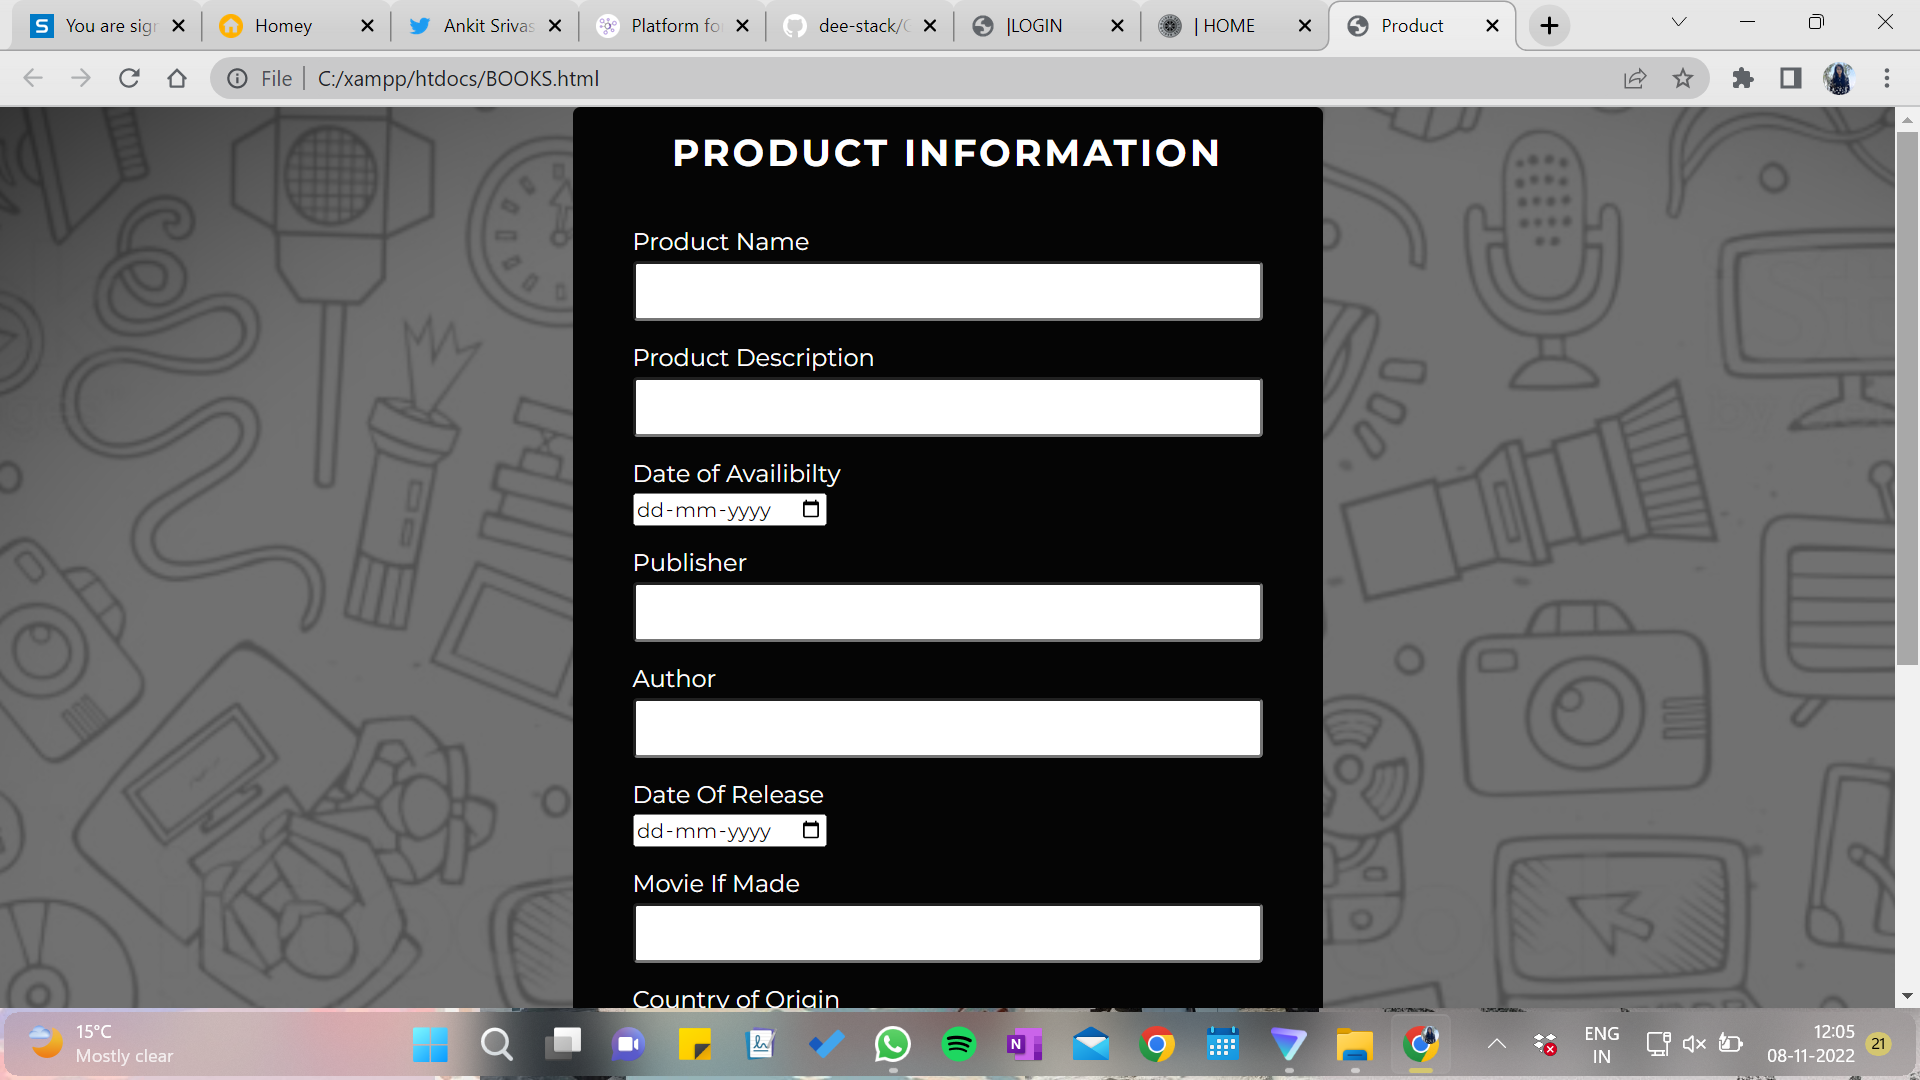 You are sig
Homey
Ankit Srivas
Platform fo
dee-stack/
|LOGIN
| HOME
Product
File
C:/xampp/htdocs/BOOKS.html
PRODUCT INFORMATION
Product Name
Product Description
Date of Availibilty
dd-mm-yyyy
Publisher
Author
Date Of Release
dd-mm-yyyy
Movie If Made
Country of Origin
15°C
Mostly clear
ENG
IN
12:05
08-11-2022
21